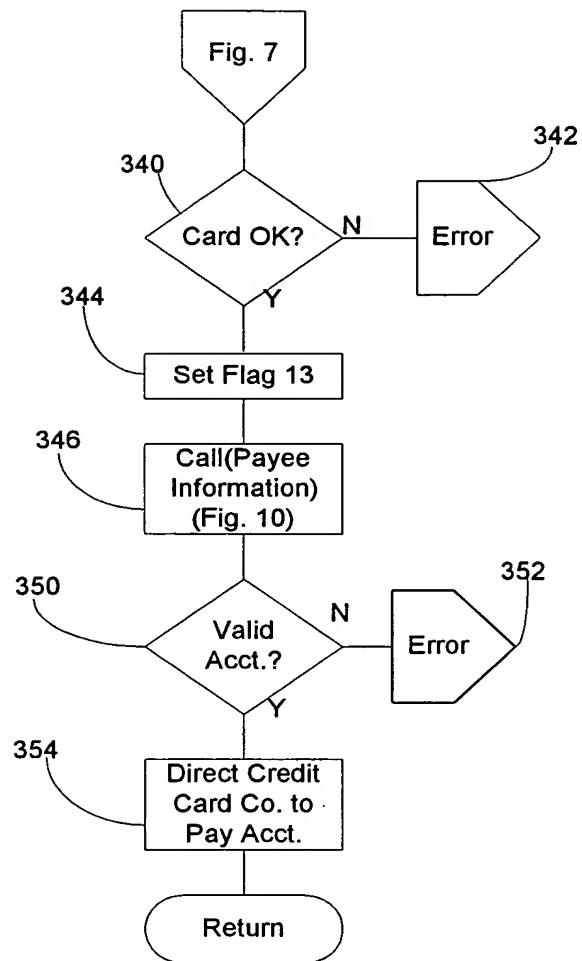 Fig. 7
340
342
Card OK?
N
Error
Y
344
Set Flag 13
346
Call(Payee
Information)
(Fig. 10)
350
352
N
Valid
Acct.?
Error
Y
354
Direct Credit
Card Co. to
Pay Acct.
Return